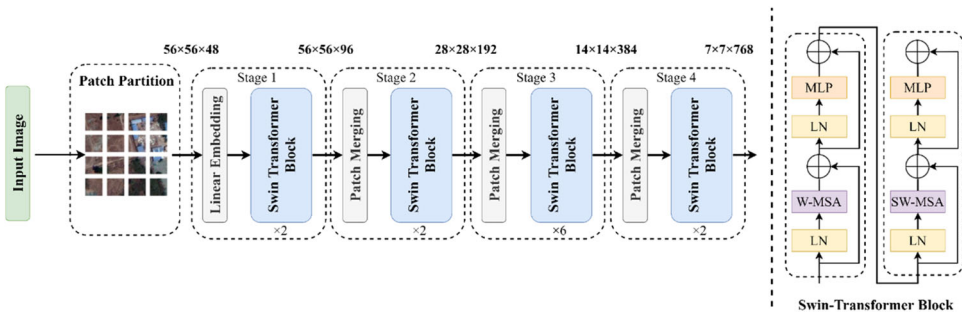 56×56×48
56×56×96
28×28×192
14×14×384
7×7×768
Input Image
Patch Partition
Stage 1
Linear Embedding
Swin Transformer
Block
×2
Stage 2
Patch Merging
Swin Transformer
Block
×2
Stage 3
Patch Merging
Swin Transformer
Block
×6
Stage 4
Patch Merging
Swin Transformer
Block
×2
MLP
LN
W-MSA
LN
MLP
LN
SW-MSA
LN
Swin-Transformer Block